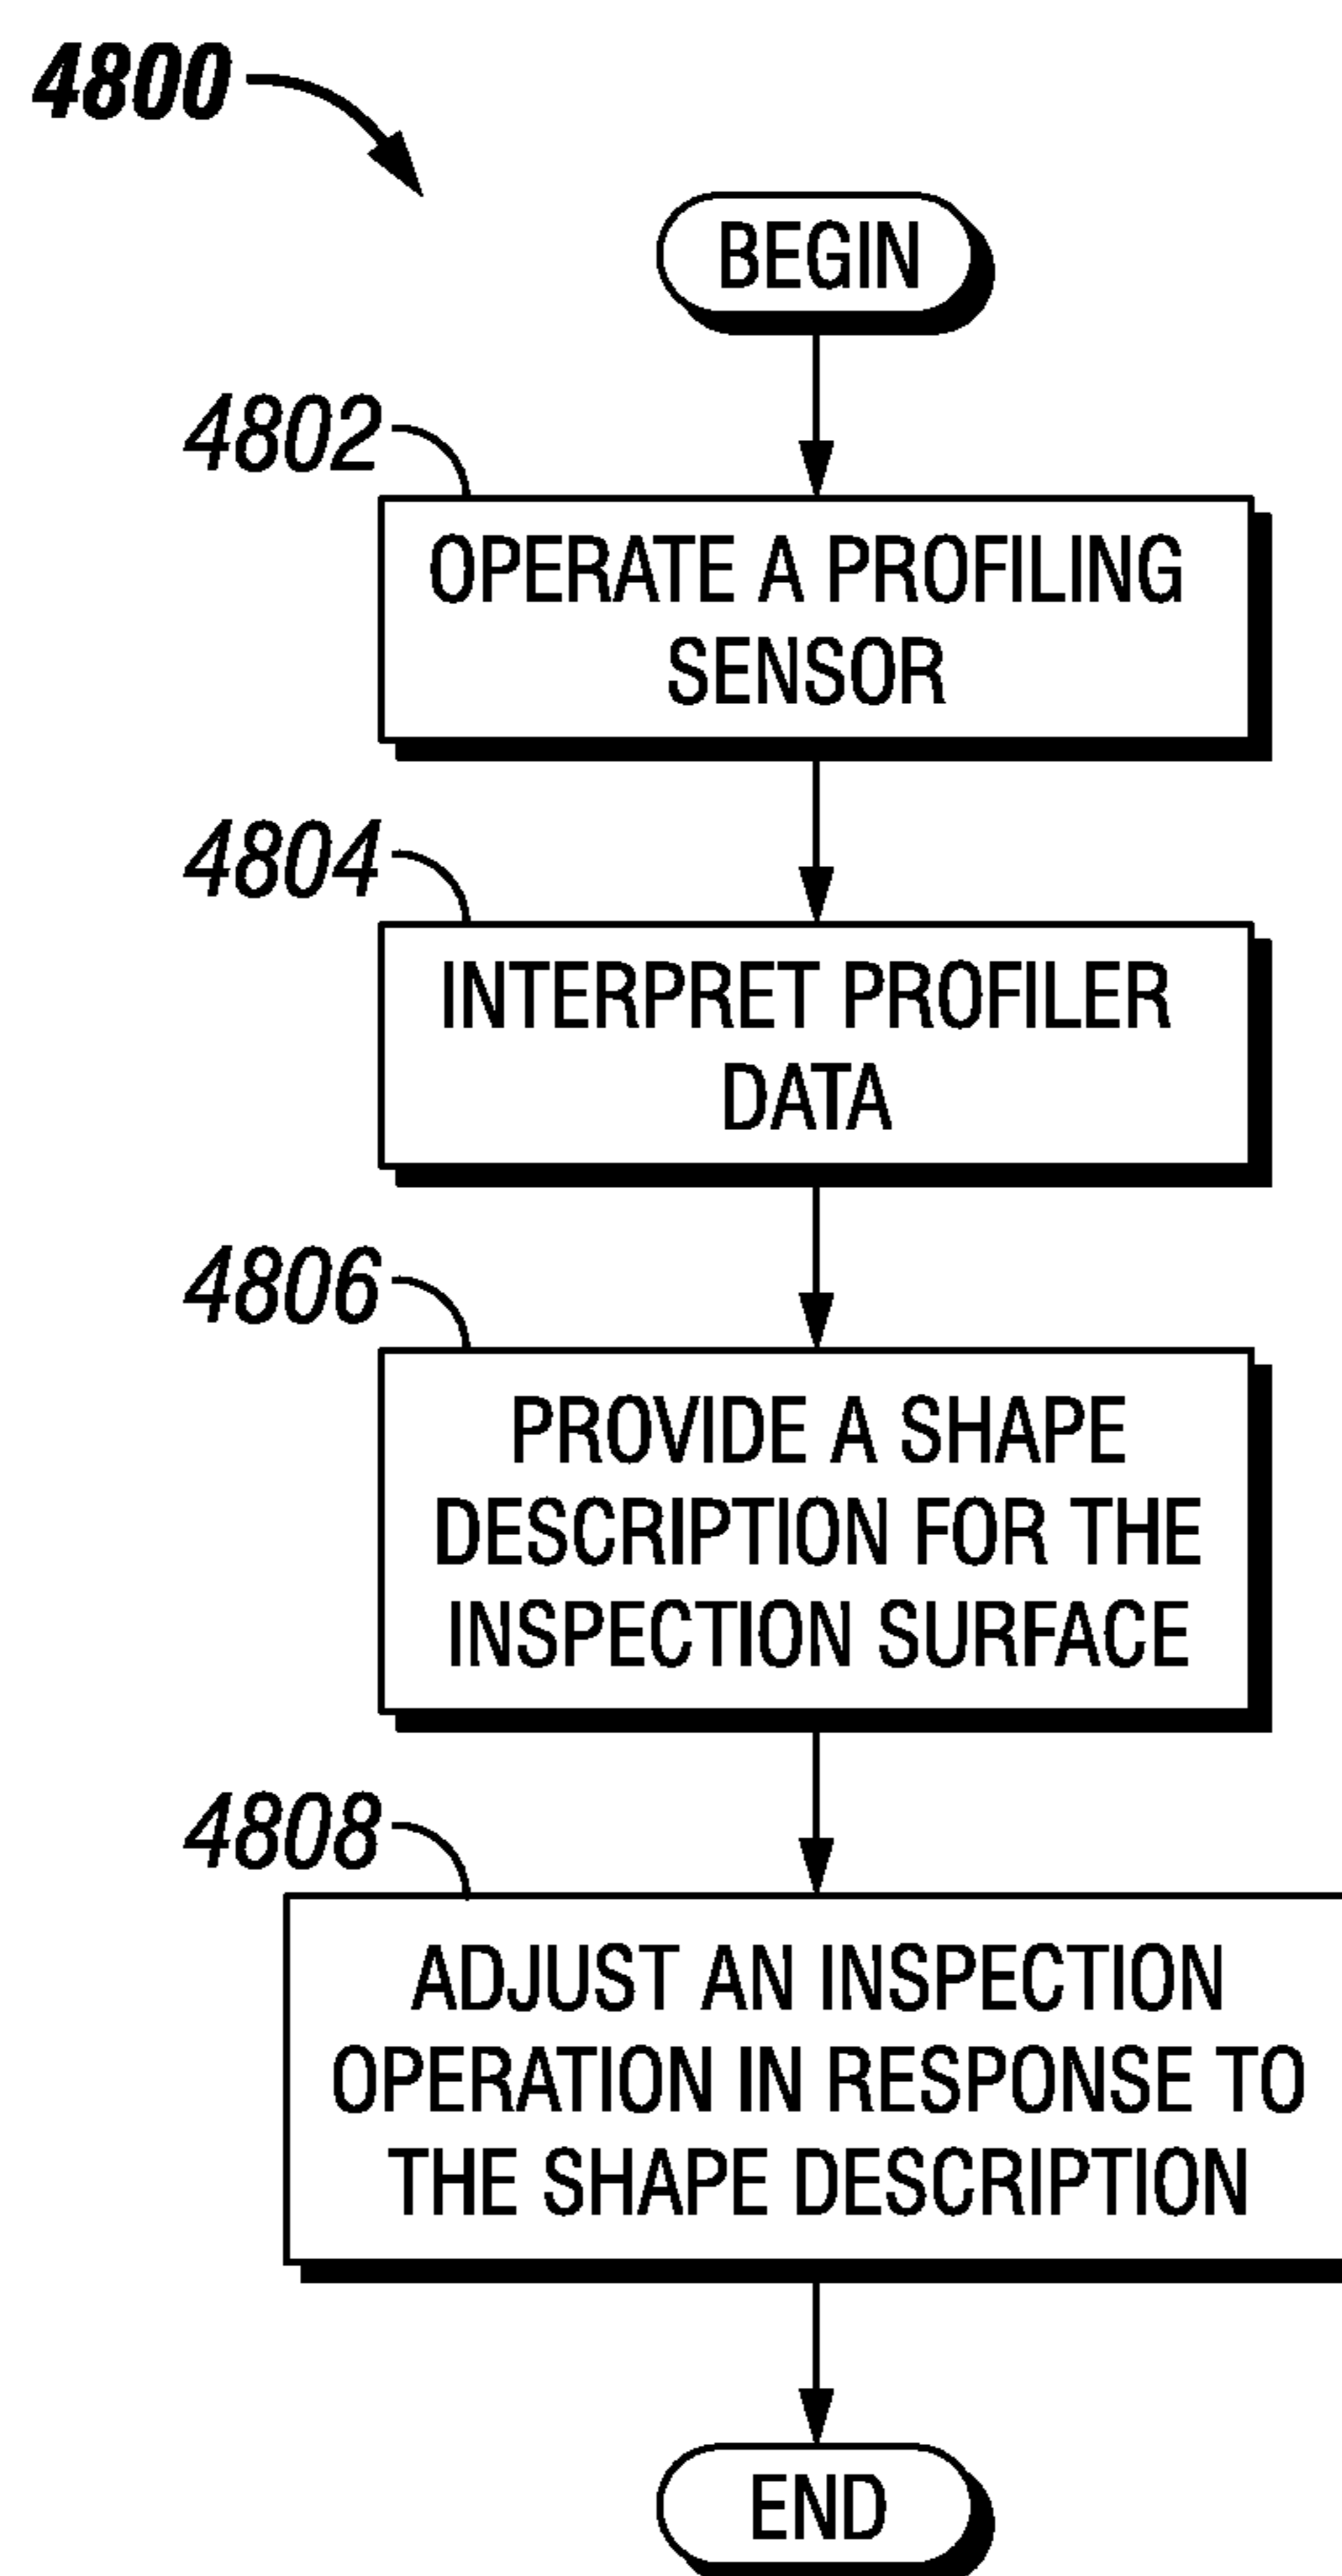 4800
BEGIN
4802
OPERATE A PROFILING
SENSOR
4804
INTERPRET PROFILER
DATA
4806
PROVIDE A SHAPE
DESCRIPTION FOR THE
INSPECTION SURFACE
4808
ADJUST AN INSPECTION
OPERATION IN RESPONSE TO
THE SHAPE DESCRIPTION
END